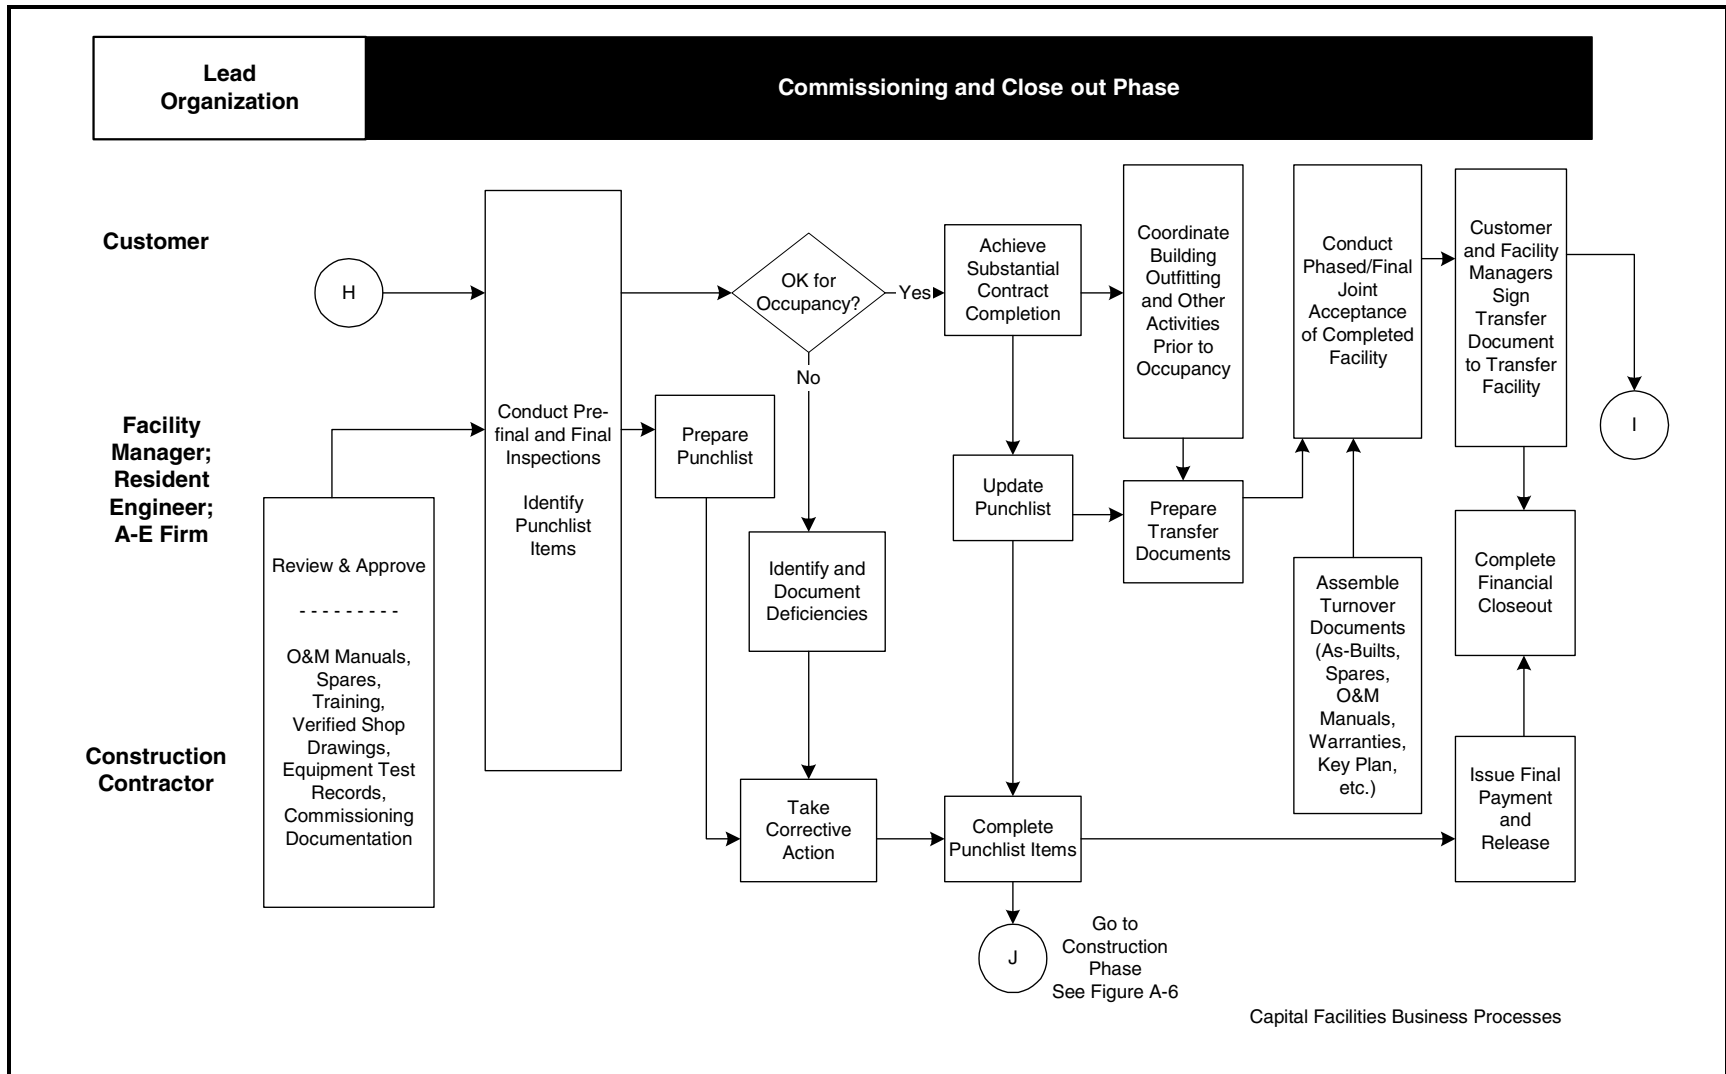 Lead
Organization
Commissioning and Close out Phase
Customer
H
Facility
Manager;
Resident
Engineer;
A-E Firm
Construction
Contractor
Review & Approve
- - - - - - - - -
O&M Manuals,
Spares,
Training,
Verified Shop
Drawings,
Equipment Test
Records,
Commissioning
Documentation
Conduct Pre-
final and Final
Inspections
Identify
Punchlist
Items
Prepare
Punchlist
OK for
Occupancy?
Yes
No
Identify and
Document
Deficiencies
Take
Corrective
Action
Achieve
Substantial
Contract
Completion
Update
Punchlist
Complete
Punchlist Items
J
Go to
Construction
Phase
See Figure A-6
Coordinate
Building
Outfitting
and Other
Activities
Prior to
Occupancy
Prepare
Transfer
Documents
Conduct
Phased/Final
Joint
Acceptance
of Completed
Facility
Assemble
Turnover
Documents
(As-Builts,
Spares,
O&M
Manuals,
Warranties,
Key Plan,
etc.)
Customer
and Facility
Managers
Sign
Transfer
Document
to Transfer
Facility
I
Complete
Financial
Closeout
Issue Final
Payment
and
Release
Capital Facilities Business Processes